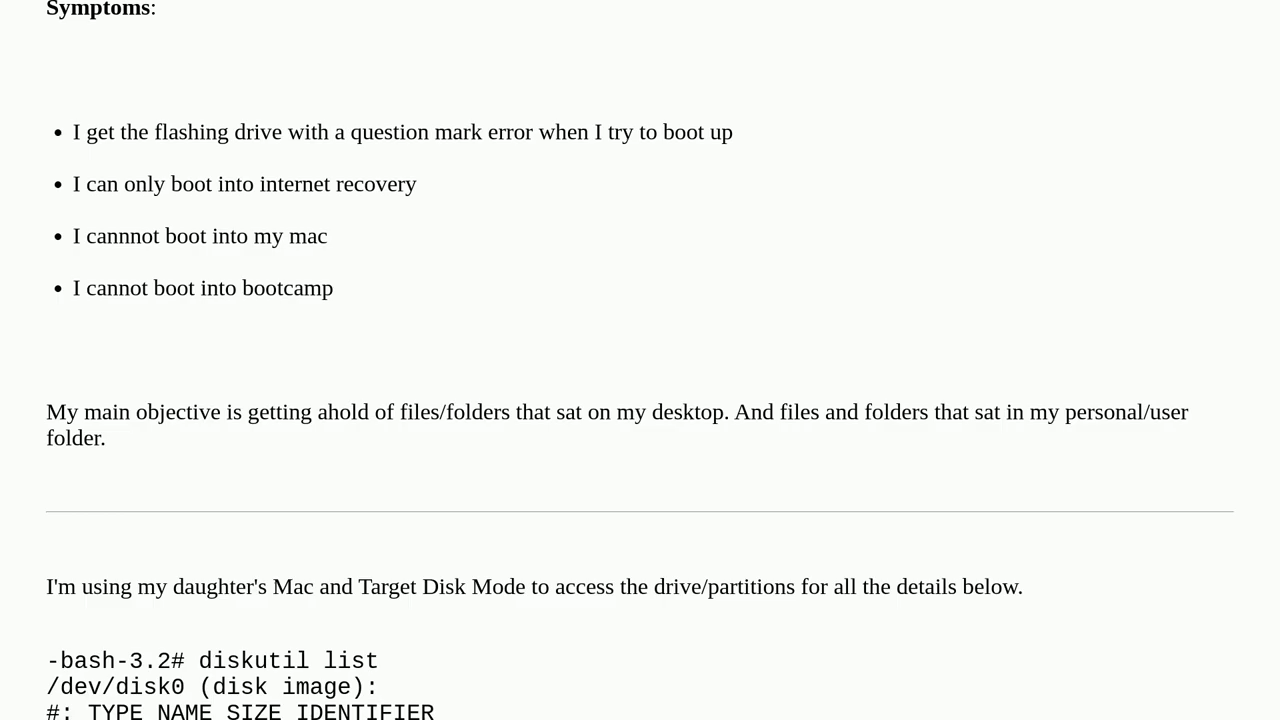 Symptoms:
• I get the flashing drive with a question mark error when I try to boot up
• I can only boot into internet recovery
• I cannnot boot into my mac
• I cannot boot into bootcamp
My main objective is getting ahold of files/folders that sat on my desktop. And files and folders that sat in my personal/user
folder.
I'm using my daughter's Mac and Target Disk Mode to access the drive/partitions for all the details below.
-bash-3.2# diskutil list
/dev/disk0 (disk image):
#: TYPE NAME SIZE IDENTIFIER